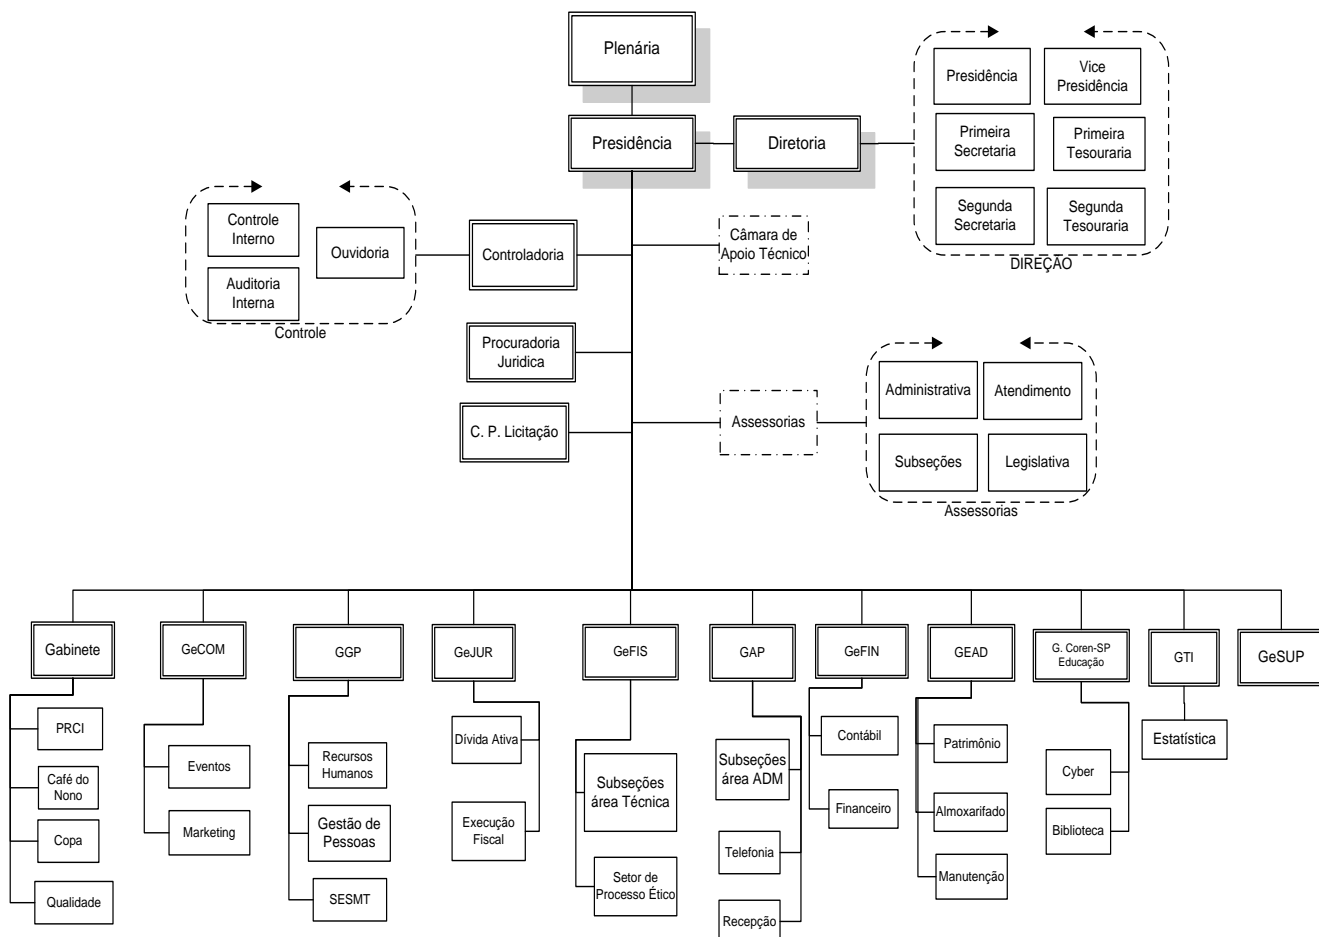 Plenária
Presidência
Diretoria
Presidência
Vice
Presidência
Primeira
Secretaria
Primeira
Tesouraria
Segunda
Secretaria
Segunda
Tesouraria
DIREÇÃO
Controle
Interno
Ouvidoria
Auditoria
Interna
Controle
Controladoria
Câmara de
Apoio Técnico
Procuradoria
Juridica
C. P. Licitação
Assessorias
Administrativa
Atendimento
Subseções
Legislativa
Assessorias
Gabinete
GeCOM
GGP
GeJUR
GeFIS
GAP
GeFIN
GEAD
G. Coren-SP
Educação
GTI
GeSUP
PRCI
Café do
Nono
Copa
Qualidade
Eventos
Marketing
Recursos
Humanos
Gestão de
Pessoas
SESMT
Dívida Ativa
Execução
Fiscal
Subseções
área Técnica
Setor de
Processo Ético
Subseções
área ADM
Telefonia
Recepção
Contábil
Financeiro
Patrimônio
Almoxarifado
Manutenção
Cyber
Biblioteca
Estatística